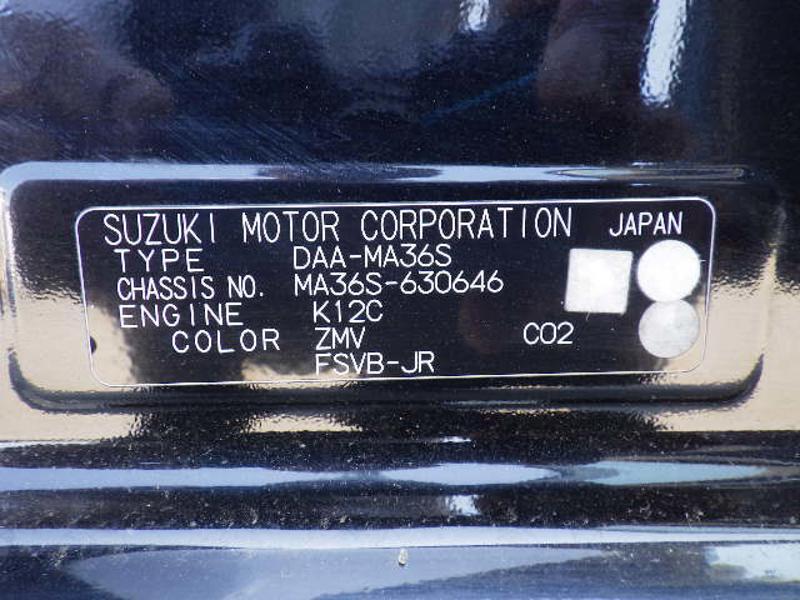 SUZUKI MOTOR CORPORATION JAPAN
TYPE DAA-MA36S
CHASSIS NO. MA36S-630646
ENGINE K12C
COLOR ZMV C02
FSVB-JR